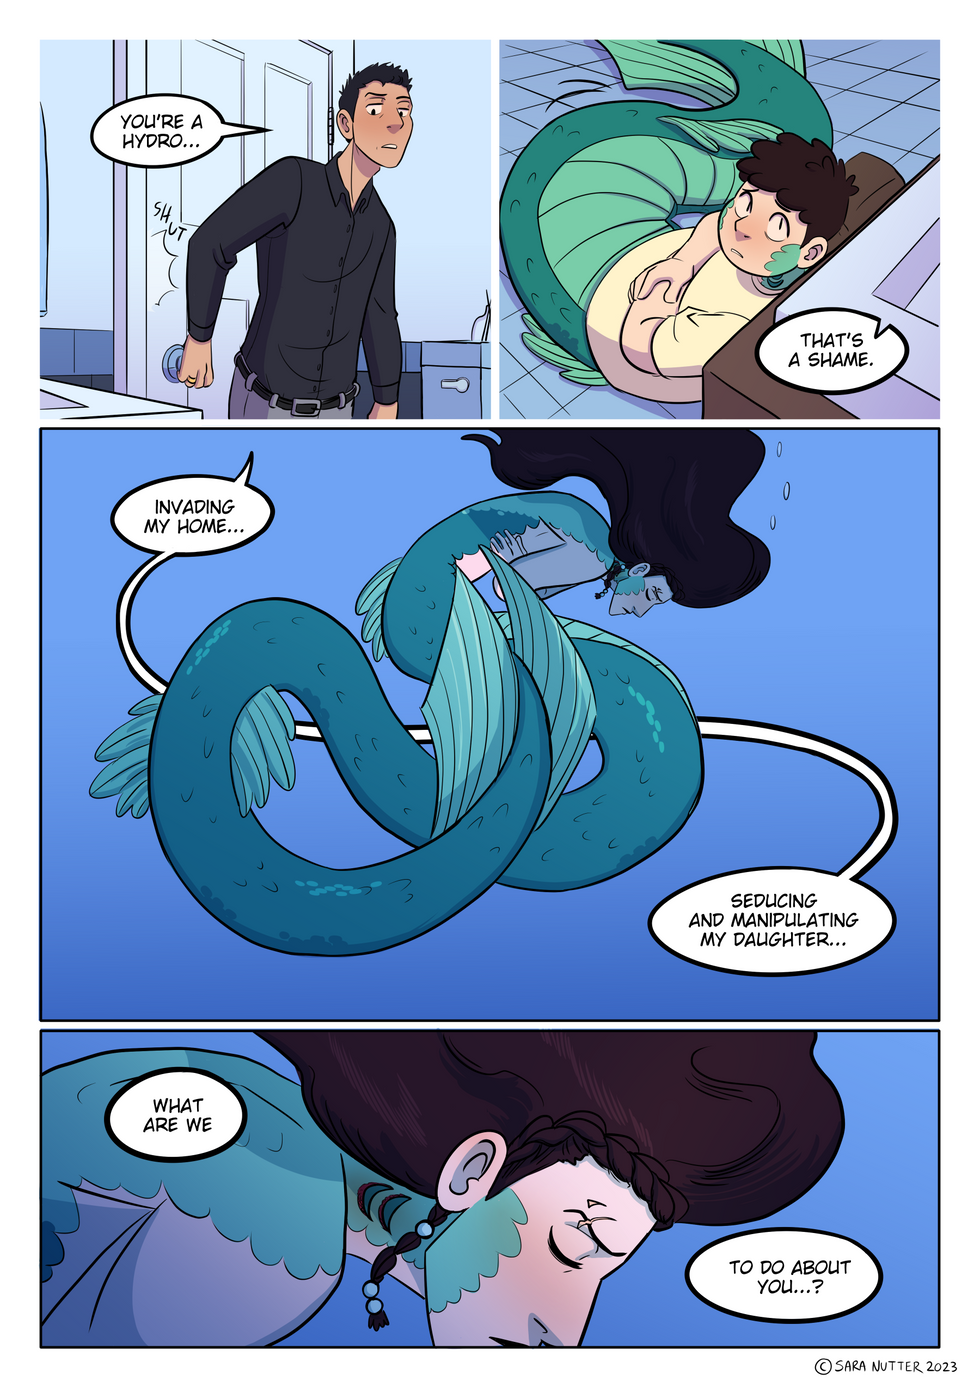 YOU'RE A
HYDRO...
SHUT
THAT'S
A SHAME.
INVADING
MY HOME...
SEDUCING
AND MANIPULATING
MY DAUGHTER...
WHAT
ARE WE
TO DO ABOUT
YOU...?
© SARA NUTTER 2023